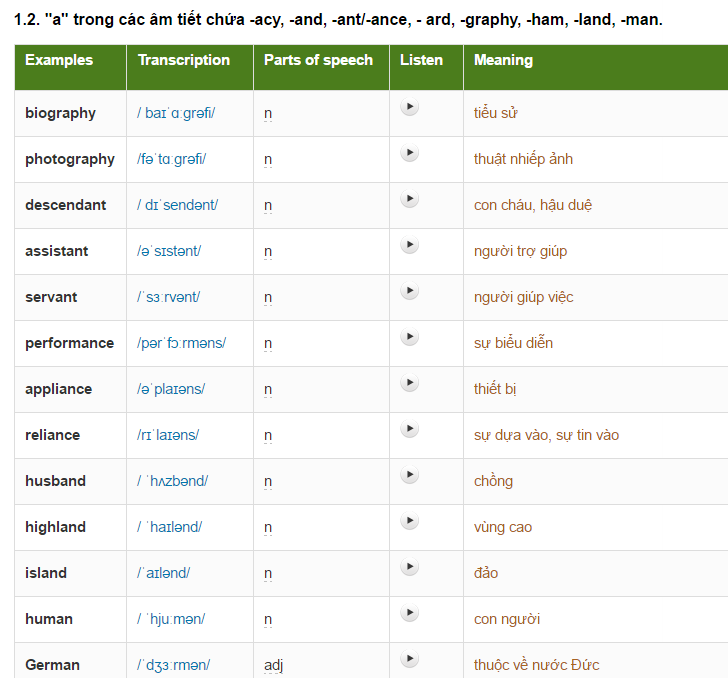 1.2. "a" trong các âm tiết chứa -acy, -and, -ant/-ance, - ard, -graphy, -ham, -land, -man.
Examples Transcription Parts of speech Listen Meaning
biography / baɪˈɑːgrəfi/ n tiểu sử
photography /fəˈtɑːgrəfi/ n thuật nhiếp ảnh
descendant / dɪˈsendənt/ n con cháu, hậu duệ
assistant /əˈsɪstənt/ n người trợ giúp
servant /ˈsɜːrvənt/ n người giúp việc
performance /pərˈfɔːrməns/ n sự biểu diễn
appliance /əˈplaɪəns/ n thiết bị
reliance /rɪˈlaɪəns/ n sự dựa vào, sự tin vào
husband / ˈhʌzbənd/ n chồng
highland / ˈhaɪlənd/ n vùng cao
island /ˈaɪlənd/ n đảo
human / ˈhjuːmən/ n con người
German /ˈdʒɜːrmən/ adj thuộc về nước Đức